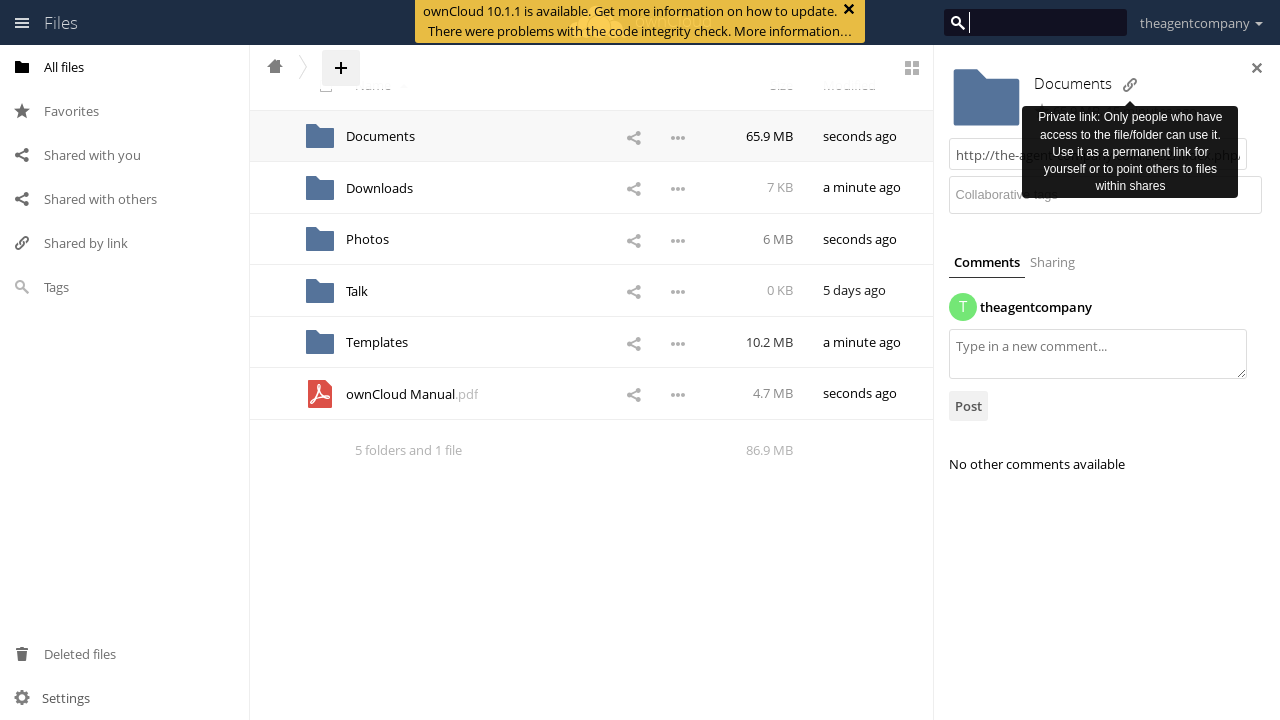 Files
ownCloud 10.1.1 is available. Get more information on how to update.
There were problems with the code integrity check. More information…
theagentcompany
All files
Favorites
Shared with you
Shared with others
Shared by link
Tags
Deleted files
Settings
Name
Size
Modified
Documents
65.9 MB
seconds ago
Downloads
7 KB
a minute ago
Photos
6 MB
seconds ago
Talk
0 KB
5 days ago
Templates
10.2 MB
a minute ago
ownCloud Manual.pdf
4.7 MB
seconds ago
5 folders and 1 file
86.9 MB
Documents
Private link: Only people who have
access to the file/folder can use it.
Use it as a permanent link for
yourself or to point others to files
within shares
http://the-agent
Collaborative tags
Comments
Sharing
T
theagentcompany
Type in a new comment...
Post
No other comments available